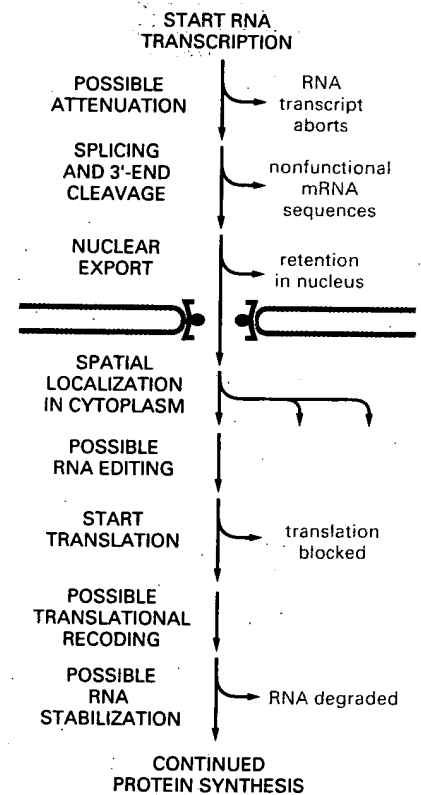 START RNA
TRANSCRIPTION
POSSIBLE
ATTENUATION
RNA
transcript
aborts
SPLICING
AND 3'-END
CLEAVAGE
nonfunctional
mRNA
sequences
NUCLEAR
EXPORT
retention
in nucleus
SPATIAL
LOCALIZATION
IN CYTOPLASM
POSSIBLE
RNA EDITING
START
TRANSLATION
translation
blocked
POSSIBLE
TRANSLATIONAL
RECODING
POSSIBLE
RNA
STABILIZATION
RNA degraded
CONTINUED
PROTEIN SYNTHESIS